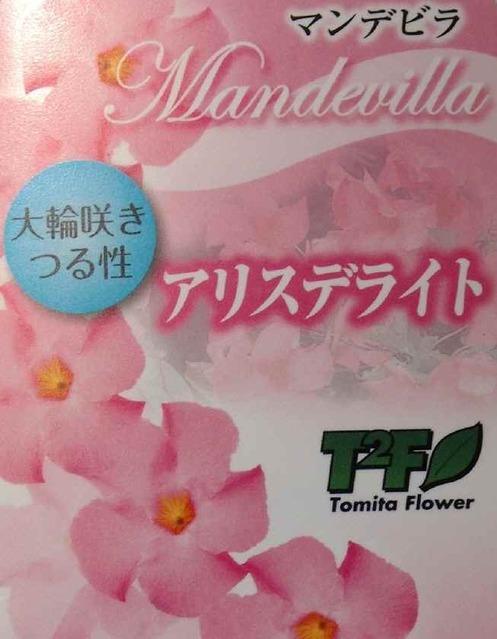 マンデビラ
Mandevilla
大輪咲き
つる性
アリスデライト
T2F
Tomita Flower